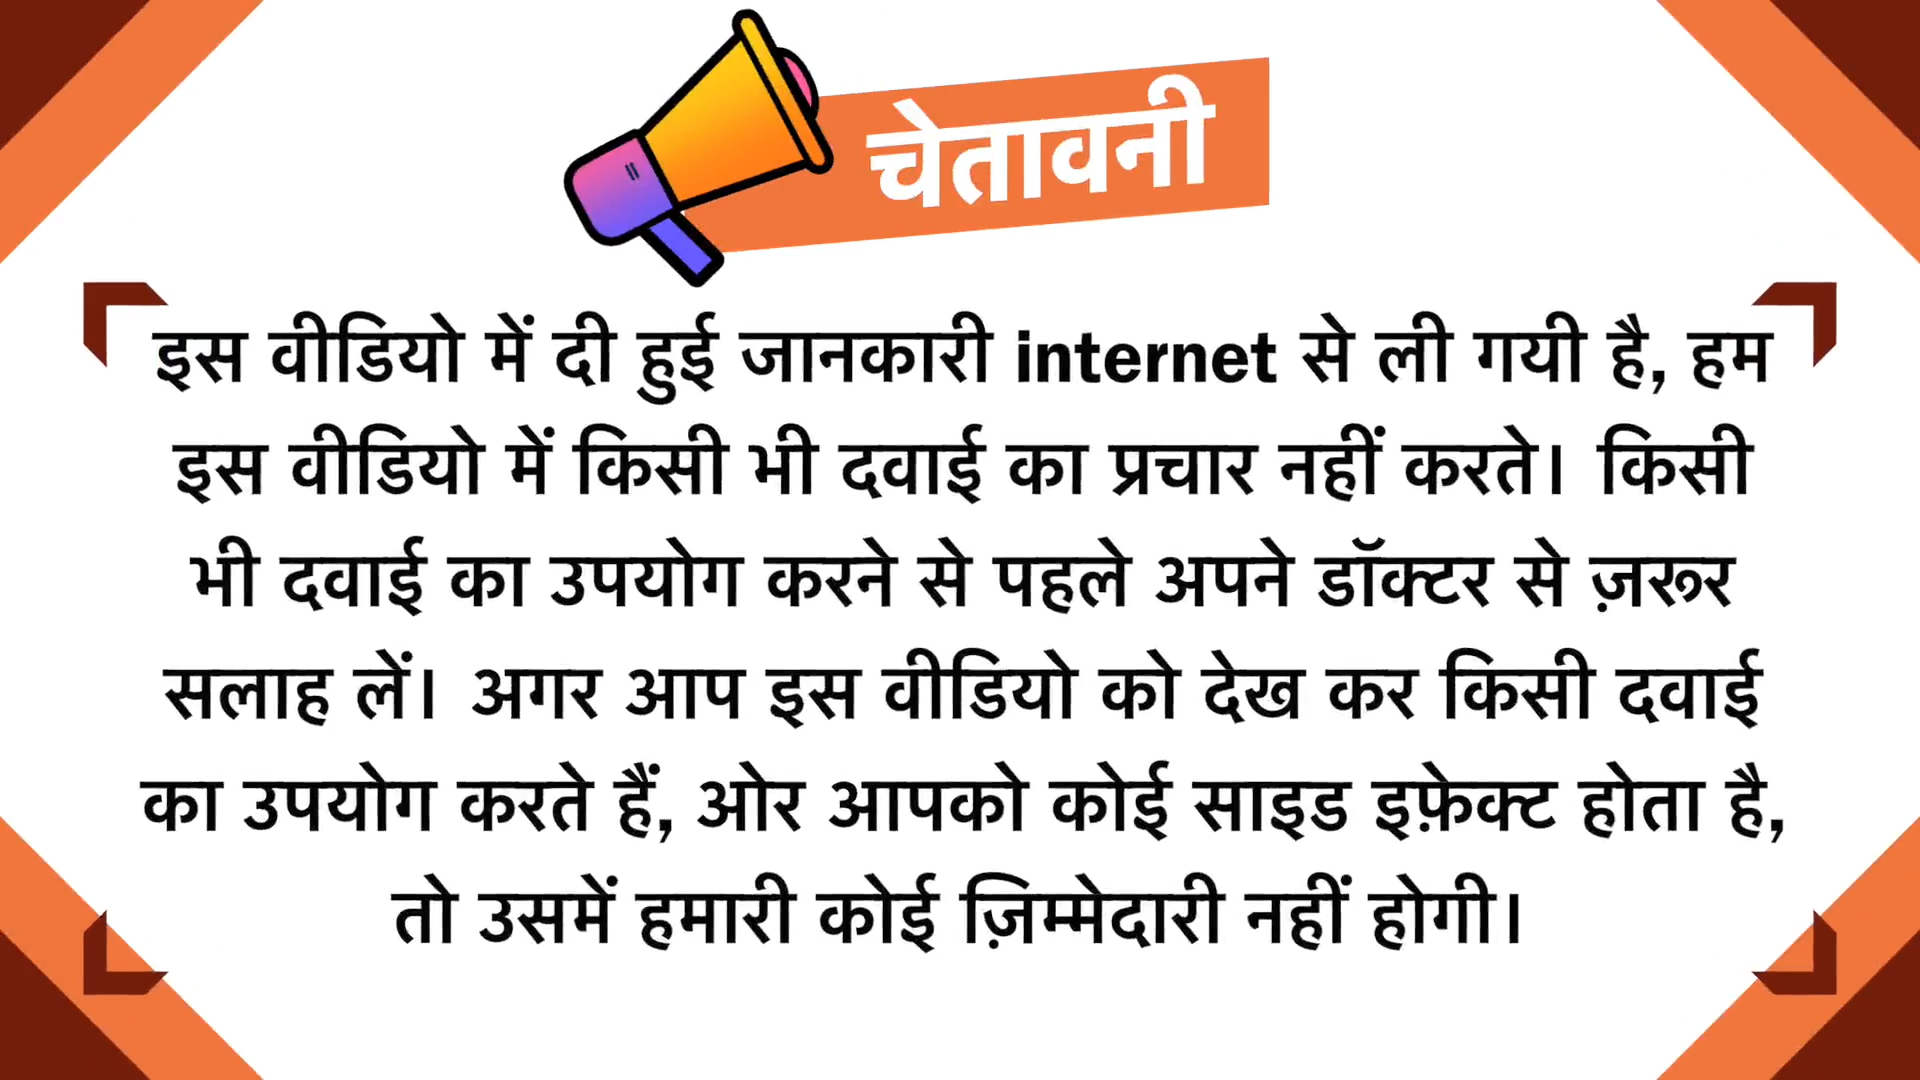 चेतावनी
इस वीडियो में दी हुई जानकारी internet से ली गयी है, हम
इस वीडियो में किसी भी दवाई का प्रचार नहीं करते। किसी
भी दवाई का उपयोग करने से पहले अपने डॉक्टर से ज़रूर
सलाह लें। अगर आप इस वीडियो को देख कर किसी दवाई
का उपयोग करते हैं, ओर आपको कोई साइड इफ़ेक्ट होता है,
तो उसमें हमारी कोई ज़िम्मेदारी नहीं होगी।